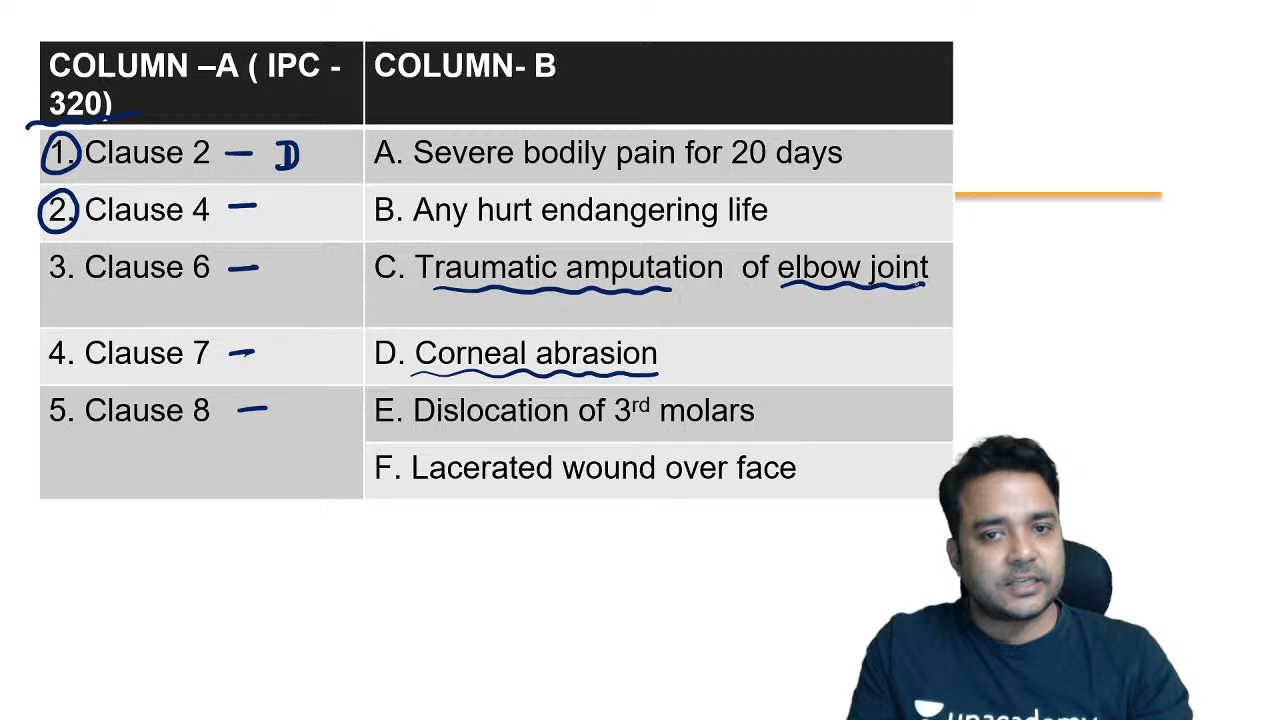 COLUMN –A ( IPC - 320)
COLUMN- B
1. Clause 2 – D
A. Severe bodily pain for 20 days
2. Clause 4 –
B. Any hurt endangering life
3. Clause 6 –
C. Traumatic amputation of elbow joint
4. Clause 7 –
D. Corneal abrasion
5. Clause 8 –
E. Dislocation of 3rd molars
F. Lacerated wound over face
unacademy